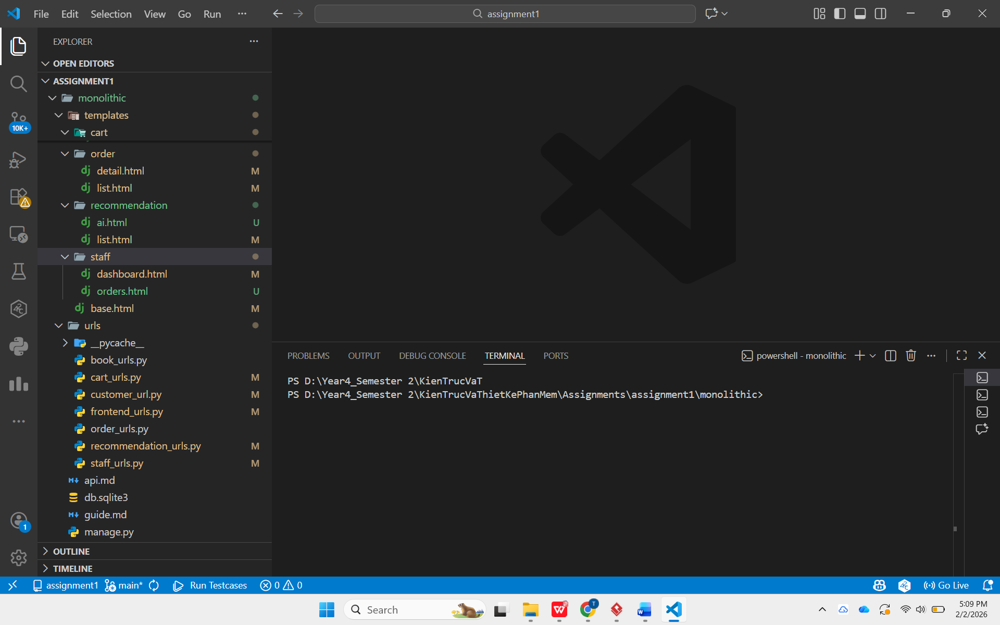 File Edit Selection View Go Run ···
assignment1
EXPLORER ···
OPEN EDITORS
ASSIGNMENT1
monolithic
templates
cart
order
detail.html M
list.html M
recommendation
ai.html U
list.html M
staff
dashboard.html M
orders.html U
base.html M
urls
__pycache__
book_urls.py
cart_urls.py M
customer_url.py M
frontend_urls.py M
order_urls.py
recommendation_urls.py M
staff_urls.py M
api.md
db.sqlite3
guide.md
manage.py
OUTLINE
TIMELINE
10K+
1
PROBLEMS OUTPUT DEBUG CONSOLE TERMINAL PORTS
powershell - monolithic
PS D:\Year4_Semester 2\KienTrucVaT
PS D:\Year4_Semester 2\KienTrucVaThietKePhanMem\Assignments\assignment1\monolithic>
assignment1 main* Run Testcases 0 0
Go Live
Search
T
5:09 PM
2/2/2026